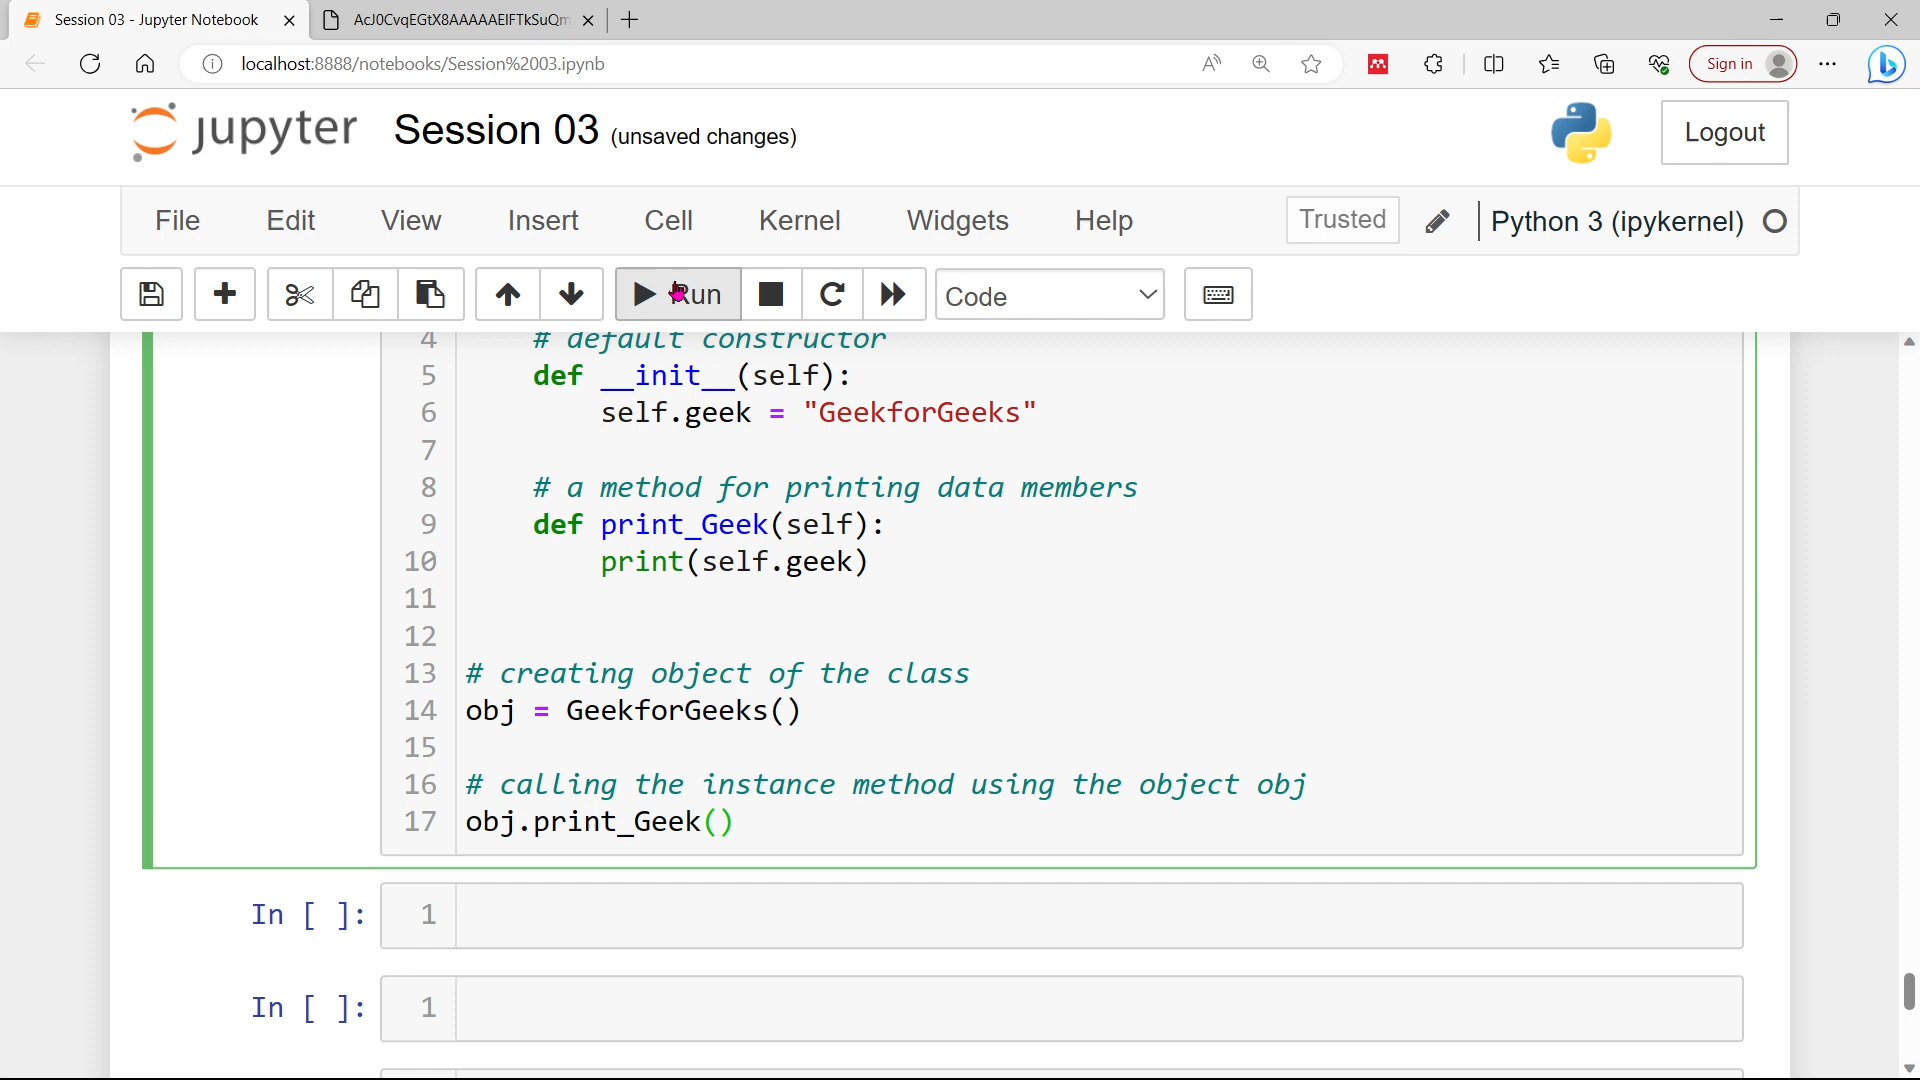 Session 03 - Jupyter Notebook
AcJ0CvqEGtX8AAAAAEIFTkSuQm
Sign in
localhost:8888/notebooks/Session%2003.ipynb
jupyter Session 03 (unsaved changes)
Logout
File Edit View Insert Cell Kernel Widgets Help Trusted Python 3 (ipykernel)
Run Code
4 # default constructor
5 def __init__(self):
6 self.geek = "GeekforGeeks"
7
8 # a method for printing data members
9 def print_Geek(self):
10 print(self.geek)
11
12
13 # creating object of the class
14 obj = GeekforGeeks()
15
16 # calling the instance method using the object obj
17 obj.print_Geek()
In [ ]: 1
In [ ]: 1